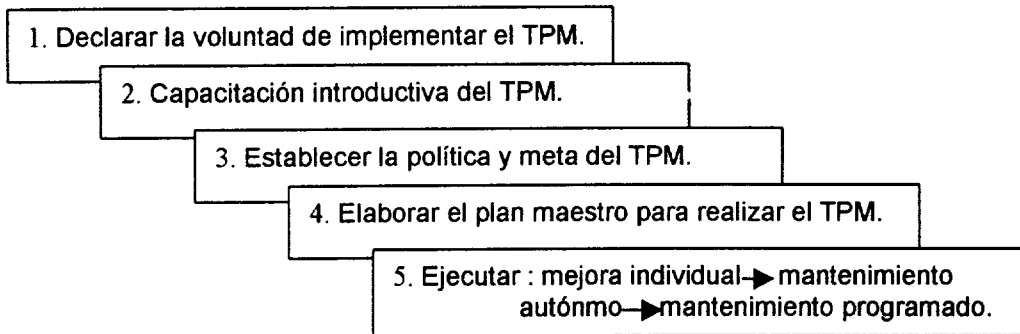 1. Declarar la voluntad de implementar el TPM.
2. Capacitación introductiva del TPM.
3. Establecer la política y meta del TPM.
4. Elaborar el plan maestro para realizar el TPM.
5. Ejecutar : mejora individual→mantenimiento
autónmo→mantenimiento programado.